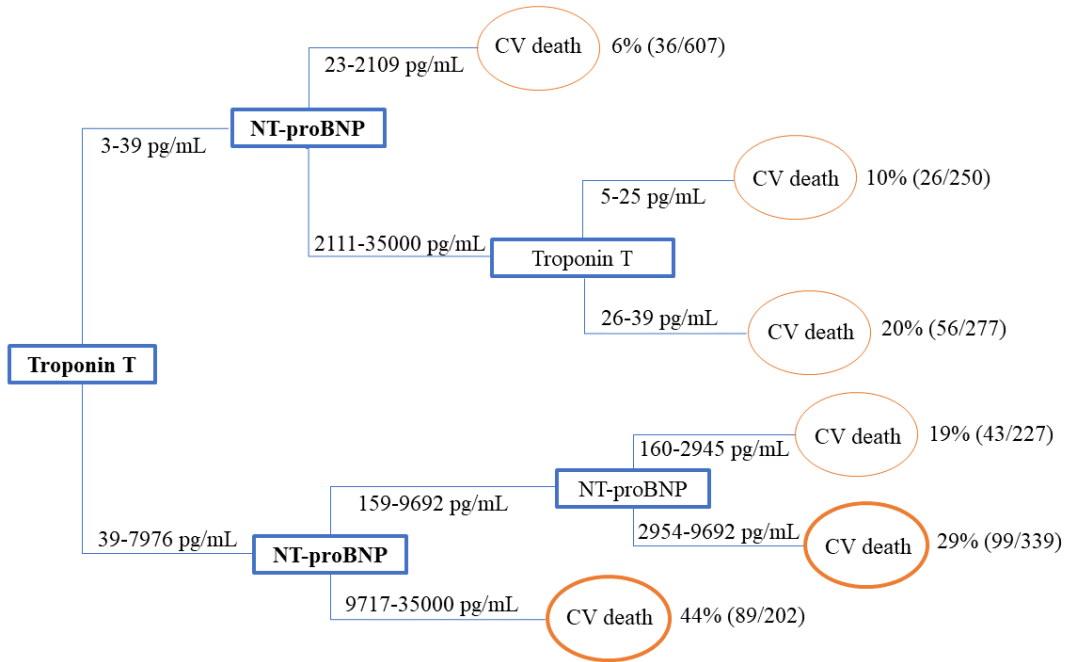 CV death 6% (36/607)
23-2109 pg/mL
NT-proBNP
3-39 pg/mL
CV death 10% (26/250)
5-25 pg/mL
2111-35000 pg/mL
Troponin T
26-39 pg/mL
CV death 20% (56/277)
Troponin T
CV death 19% (43/227)
160-2945 pg/mL
NT-proBNP
159-9692 pg/mL
2954-9692 pg/mL
CV death 29% (99/339)
39-7976 pg/mL
NT-proBNP
9717-35000 pg/mL
CV death 44% (89/202)